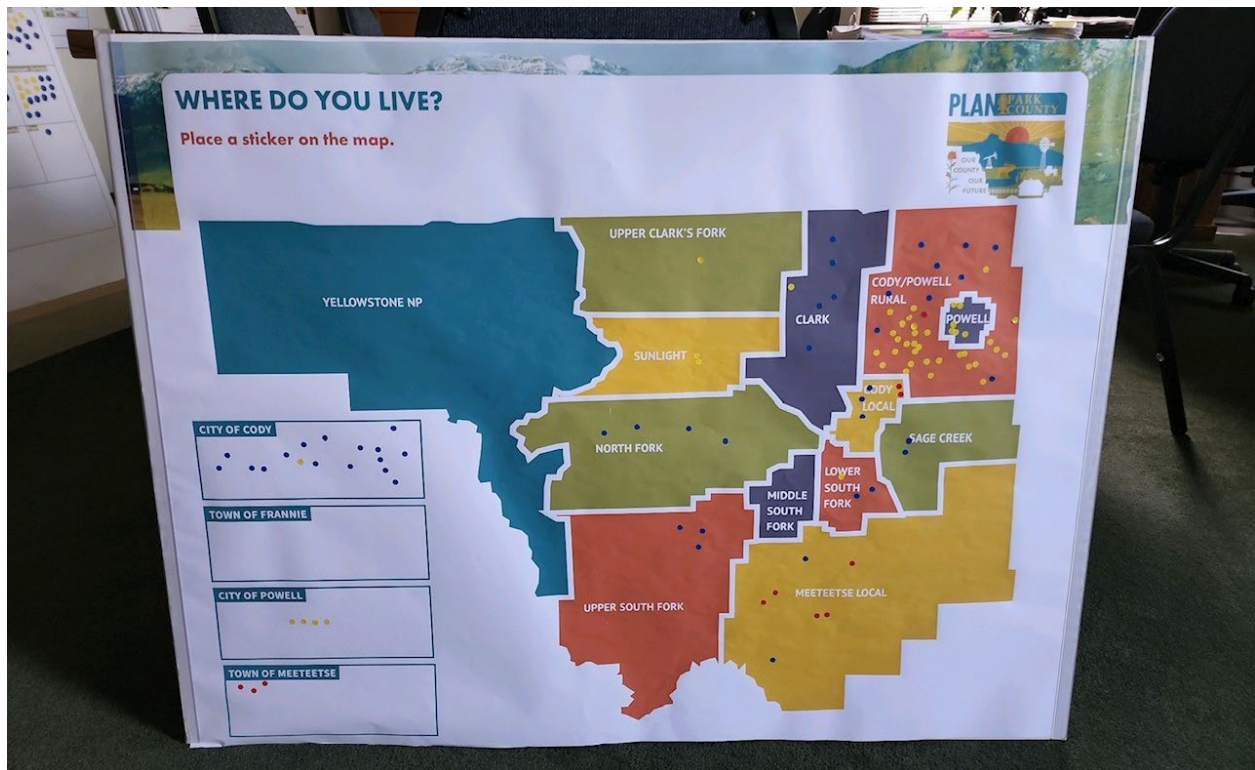 WHERE DO YOU LIVE?
Place a sticker on the map.
PLAN PARK
COUNTY
OUR
COUNTY
OUR
FUTURE
UPPER CLARK'S FORK
YELLOWSTONE NP
CODY/POWELL
RURAL
CLARK
POWELL
SUNLIGHT
CODY
LOCAL
NORTH FORK
SAGE CREEK
LOWER
SOUTH
FORK
MIDDLE
SOUTH
FORK
UPPER SOUTH FORK
MEETEETSE LOCAL
CITY OF CODY
TOWN OF FRANNIE
CITY OF POWELL
TOWN OF MEETEETSE